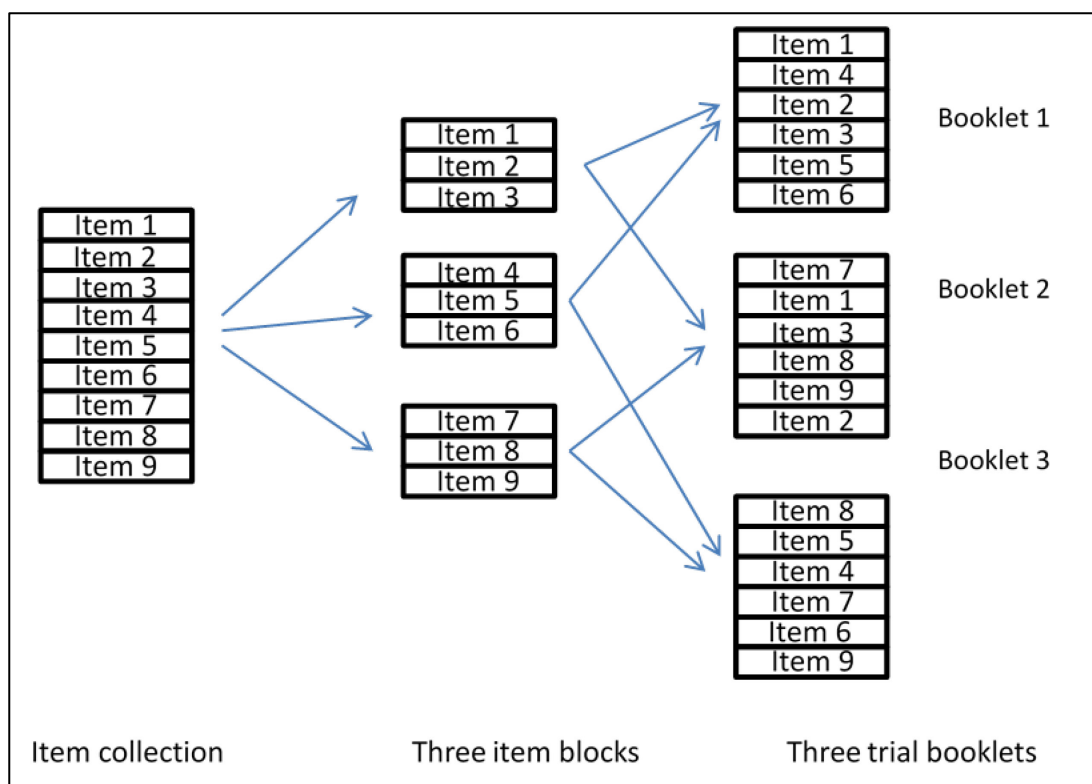 Item 1
Item 2
Item 3
Item 4
Item 5
Item 6
Item 7
Item 8
Item 9
Item collection
Item 1
Item 2
Item 3
Item 4
Item 5
Item 6
Item 7
Item 8
Item 9
Three item blocks
Item 1
Item 4
Item 2
Item 3
Item 5
Item 6
Booklet 1
Item 7
Item 1
Item 3
Item 8
Item 9
Item 2
Booklet 2
Item 8
Item 5
Item 4
Item 7
Item 6
Item 9
Booklet 3
Three trial booklets